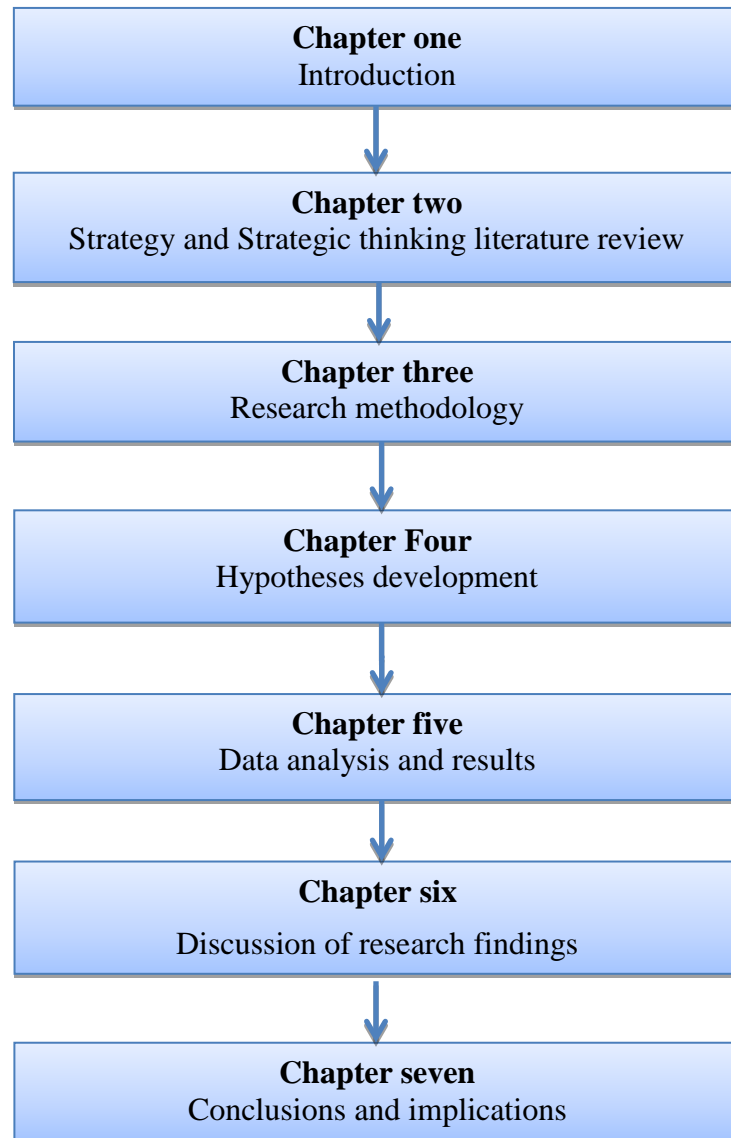 Chapter one
Introduction
Chapter two
Strategy and Strategic thinking literature review
Chapter three
Research methodology
Chapter Four
Hypotheses development
Chapter five
Data analysis and results
Chapter six
Discussion of research findings
Chapter seven
Conclusions and implications